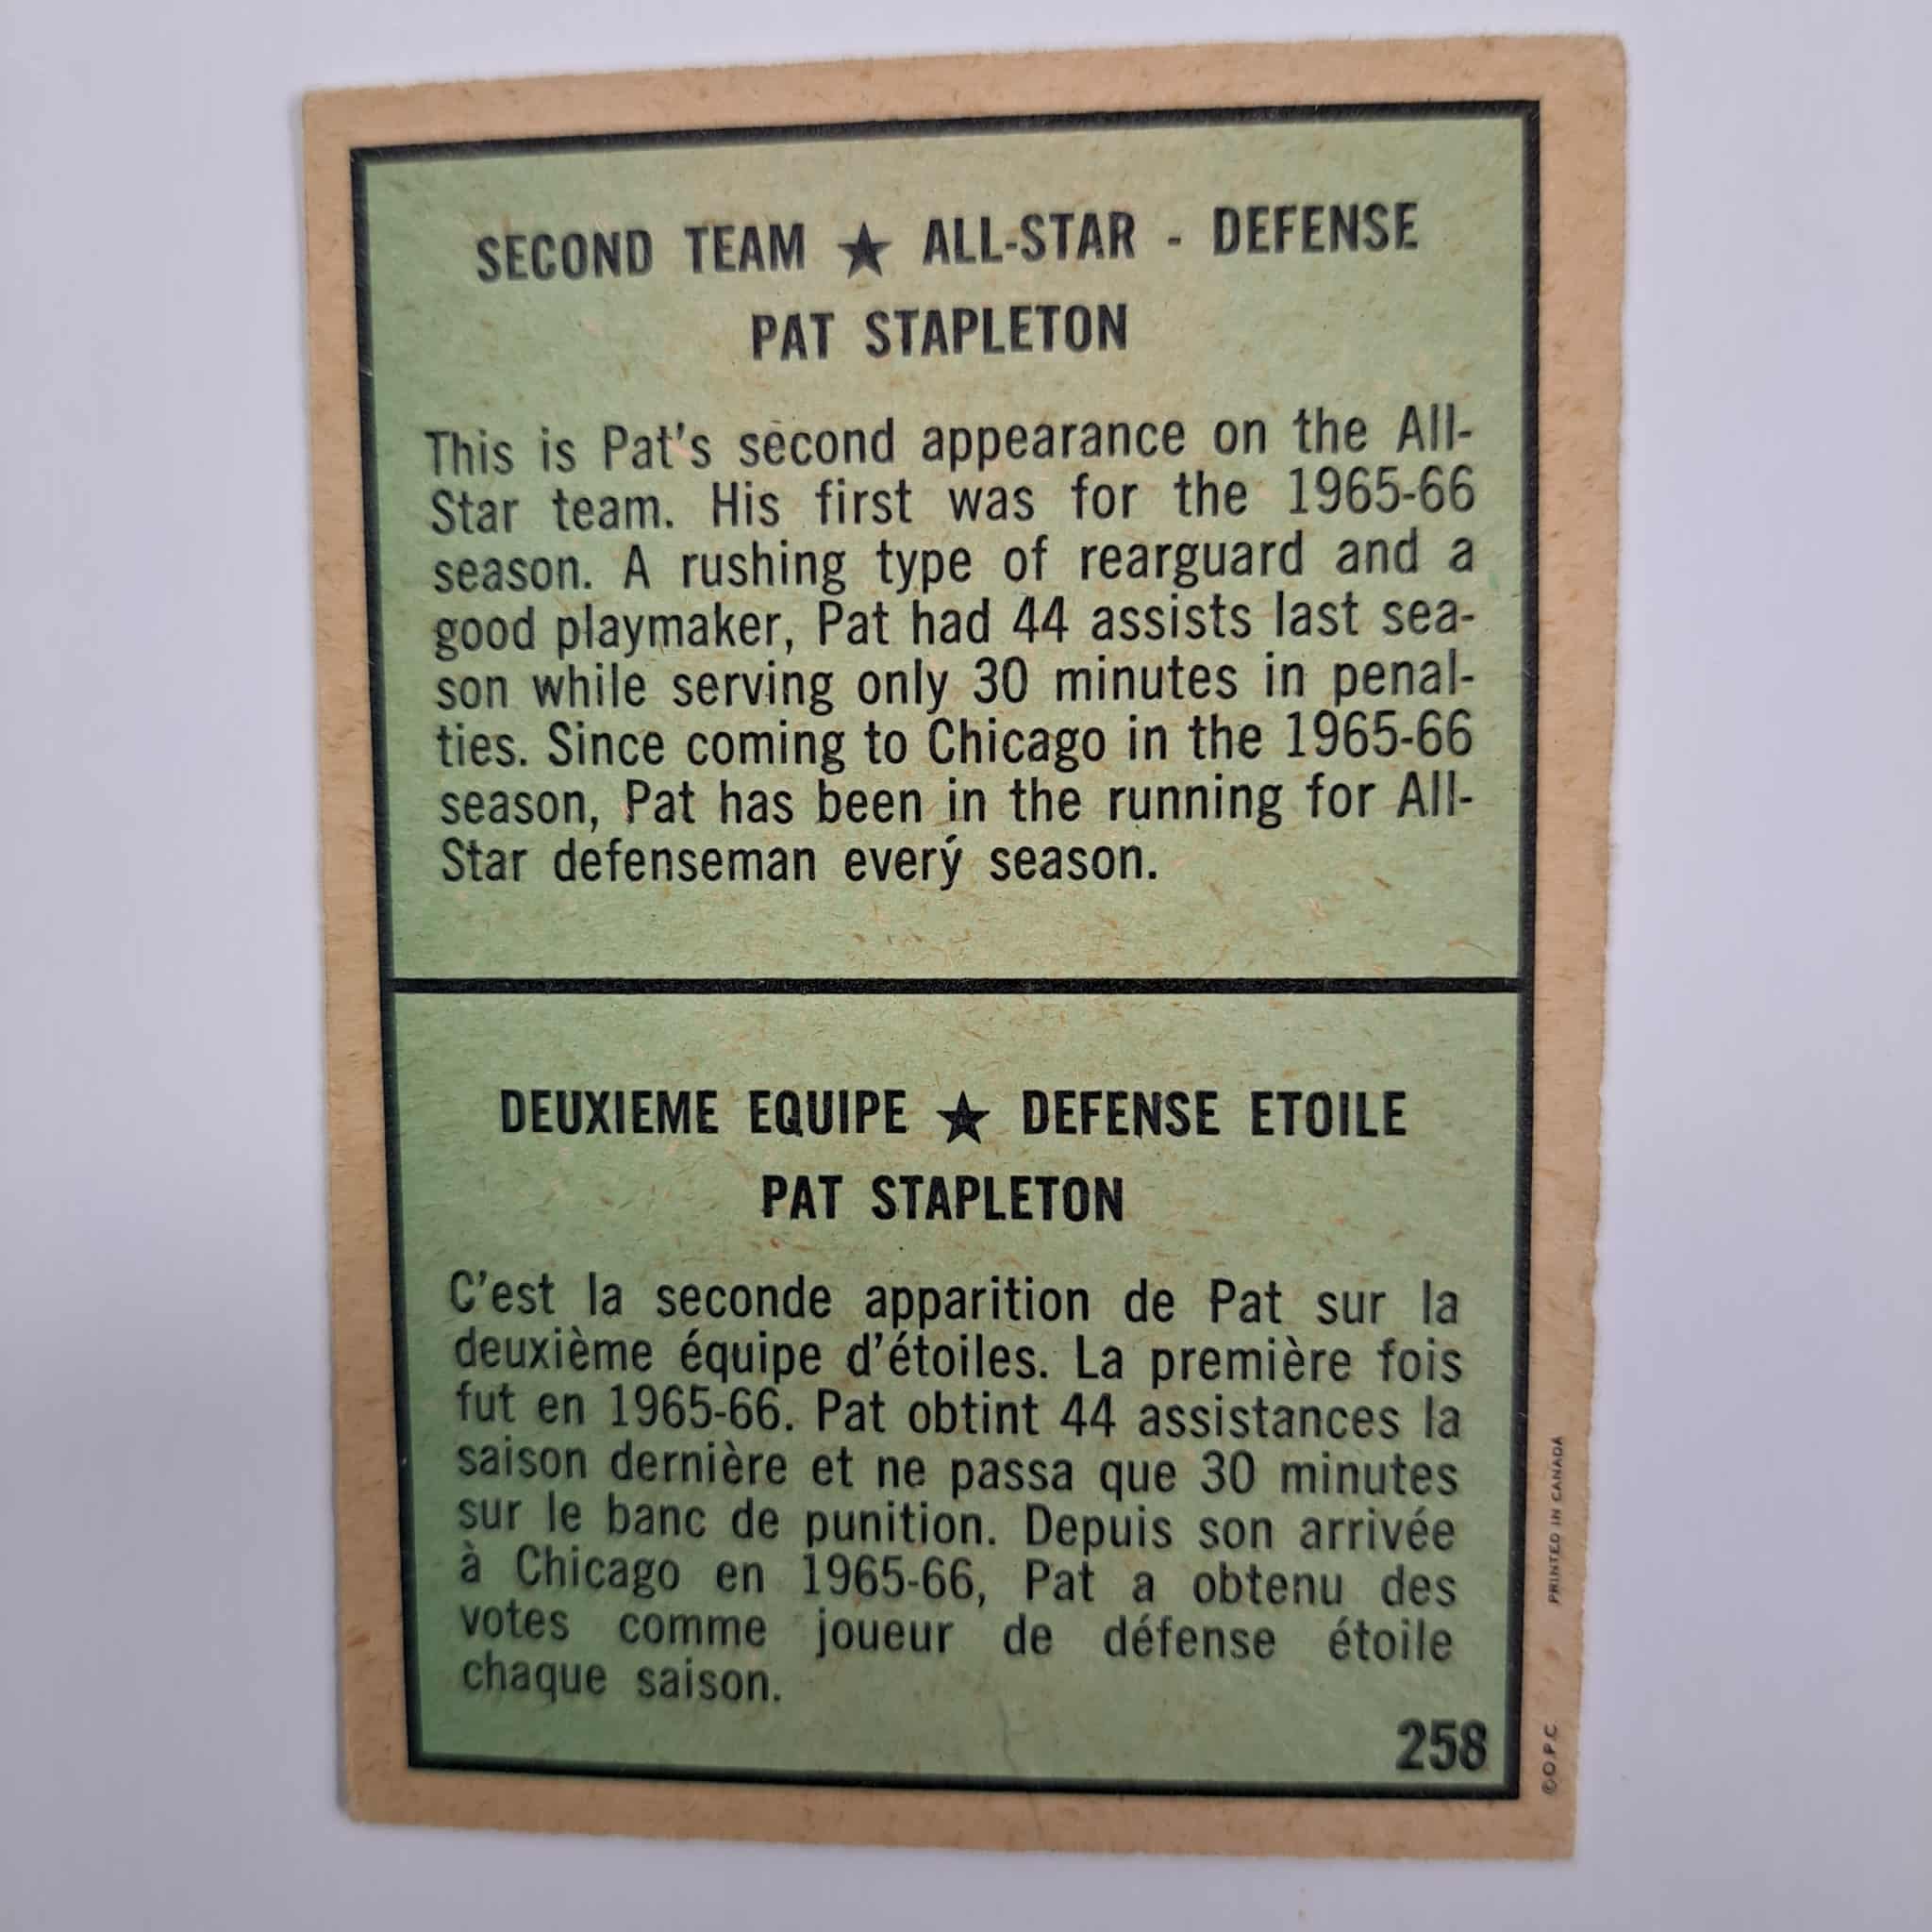 SECOND TEAM ★ ALL-STAR - DEFENSE
PAT STAPLETON
This is Pat's second appearance on the All-
Star team. His first was for the 1965-66
season. A rushing type of rearguard and a
good playmaker, Pat had 44 assists last sea-
son while serving only 30 minutes in penal-
ties. Since coming to Chicago in the 1965-66
season, Pat has been in the running for All-
Star defenseman every season.
DEUXIEME EQUIPE ★ DEFENSE ETOILE
PAT STAPLETON
C'est la seconde apparition de Pat sur la
deuxième équipe d'étoiles. La première fois
fut en 1965-66. Pat obtint 44 assistances la
saison dernière et ne passa que 30 minutes
sur le banc de punition. Depuis son arrivée
à Chicago en 1965-66, Pat a obtenu des
votes comme joueur de défense étoile
chaque saison.
258
©O.P.C. PRINTED IN CANADA